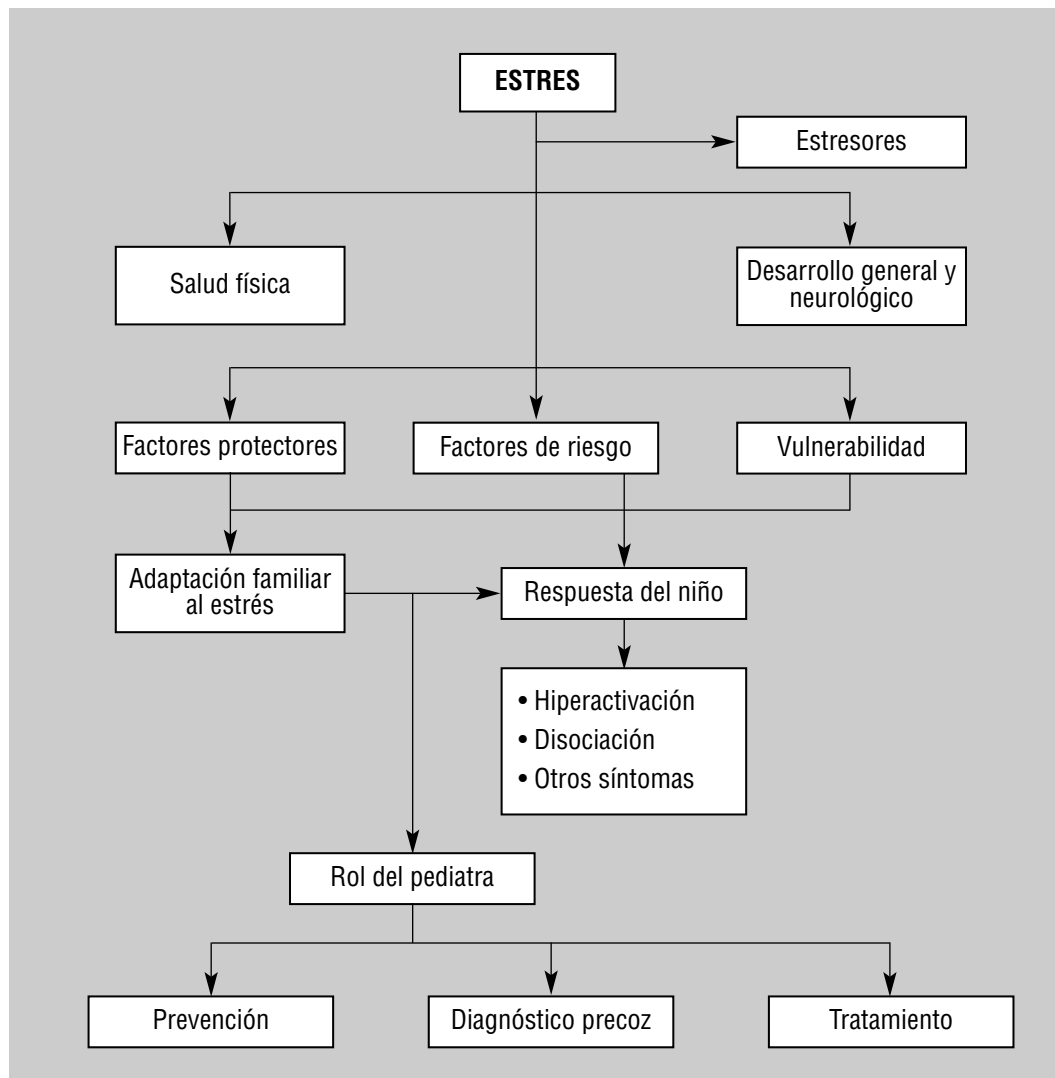 ESTRES
Estresores
Salud física
Desarrollo general y
neurológico
Factores protectores
Factores de riesgo
Vulnerabilidad
Adaptación familiar
al estrés
Respuesta del niño
• Hiperactivación
• Disociación
• Otros síntomas
Rol del pediatra
Prevención
Diagnóstico precoz
Tratamiento